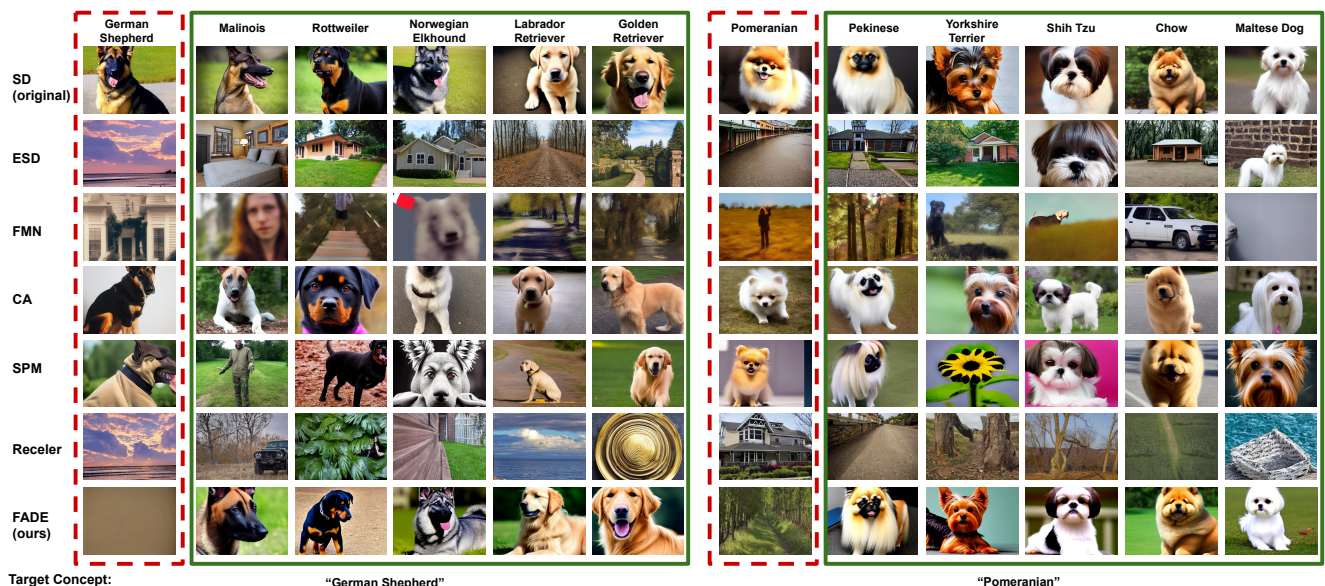 German Shepherd
Malinois
Rottweiler
Norwegian Elkhound
Labrador Retriever
Golden Retriever
Pomeranian
Pekinese
Yorkshire Terrier
Shih Tzu
Chow
Maltese Dog
SD (original)
ESD
FMN
CA
SPM
Receler
FADE (ours)
Target Concept:
“German Shepherd”
“Pomeranian”